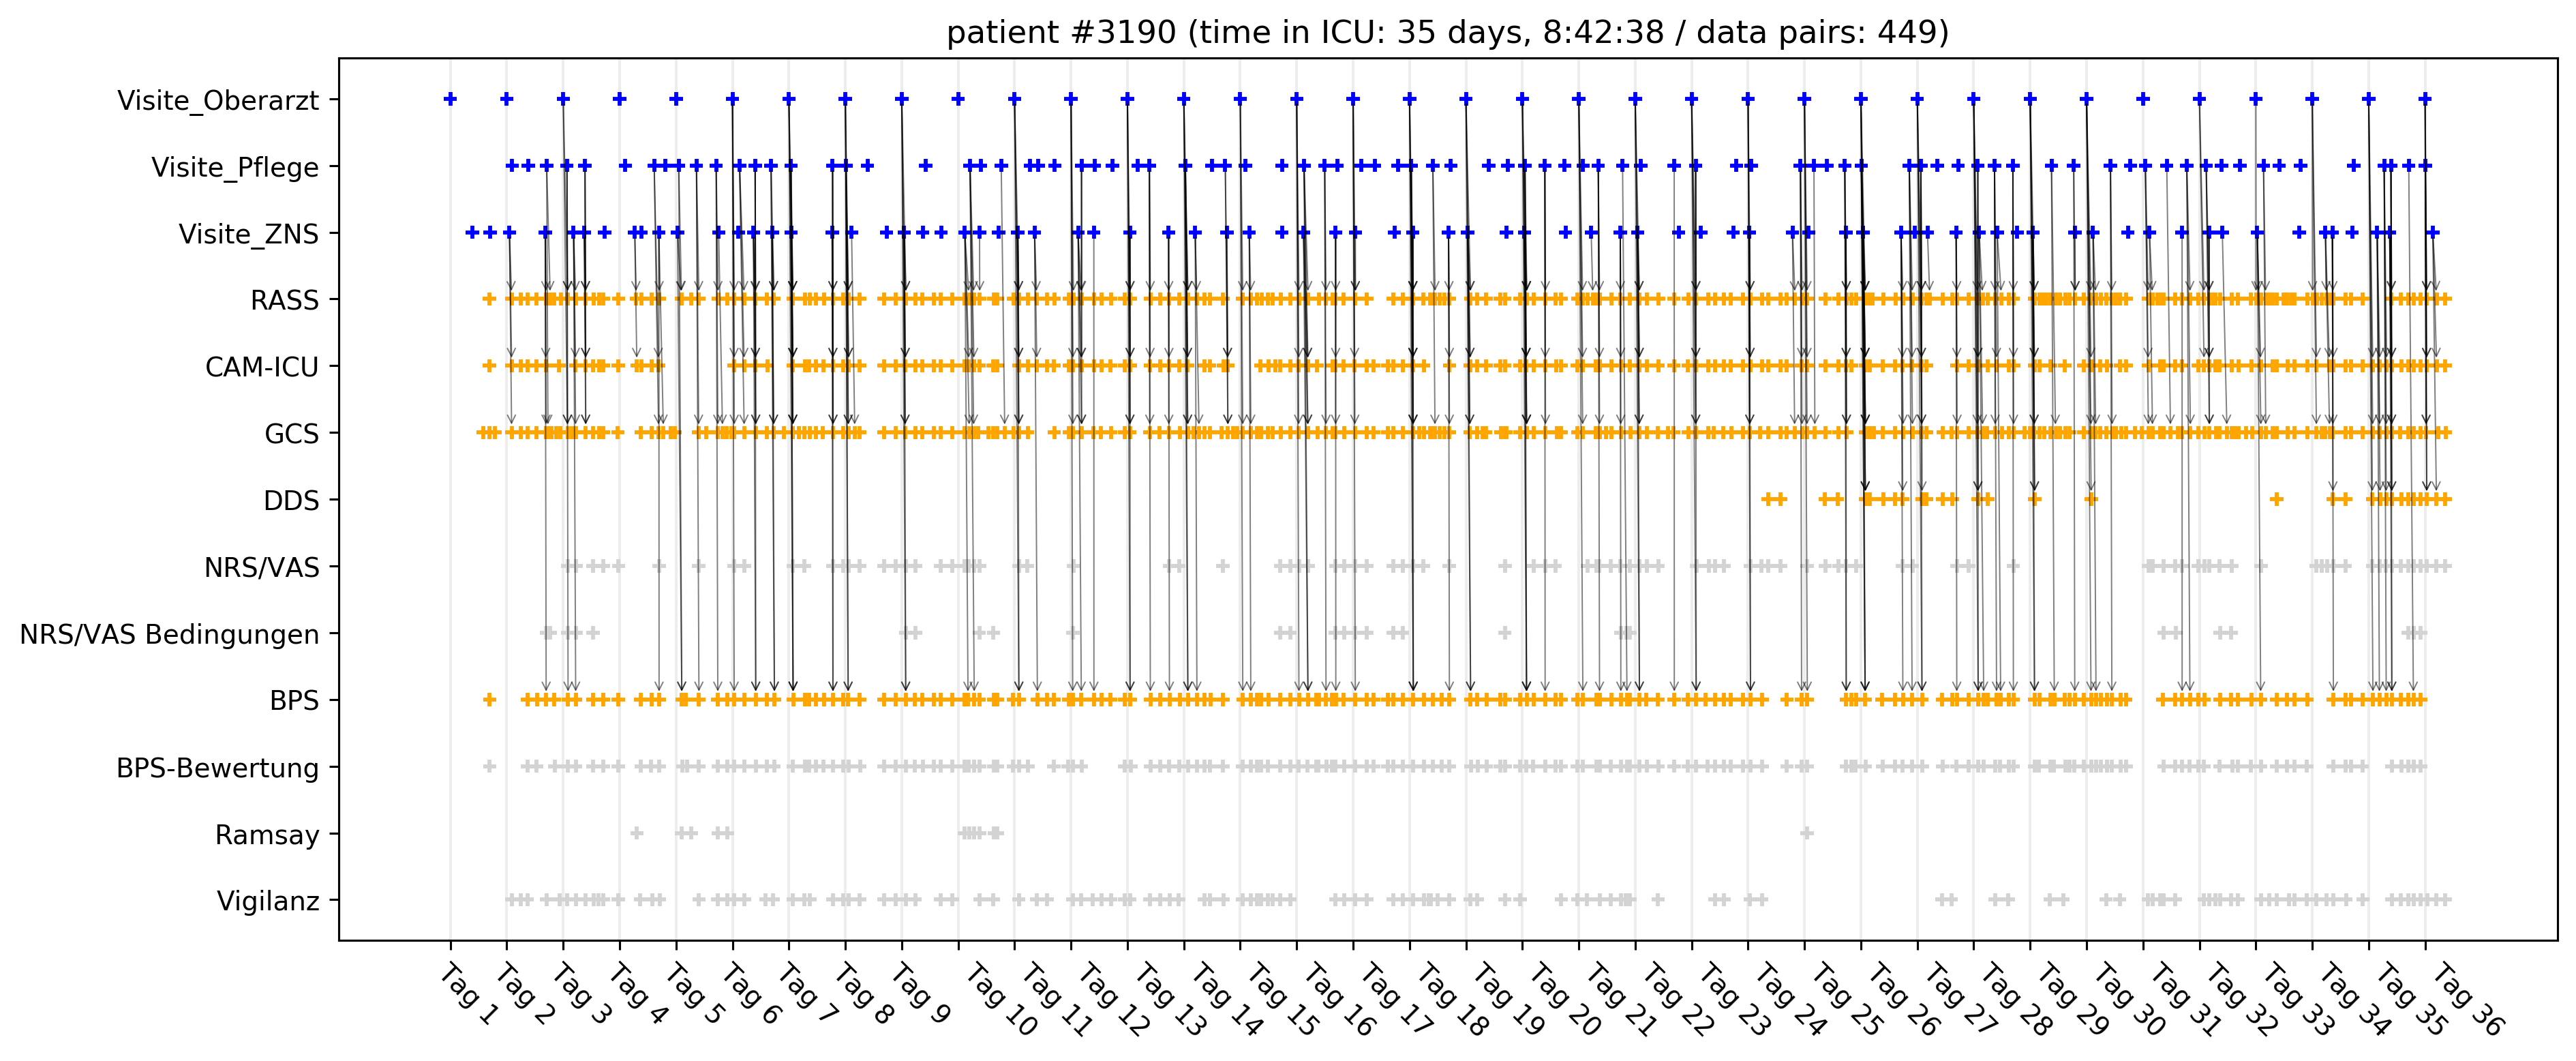 patient #3190 (time in ICU: 35 days, 8:42:38 / data pairs: 449)
Visite_Oberarzt
Visite_Pflege
Visite_ZNS
RASS
CAM-ICU
GCS
DDS
NRS/VAS
NRS/VAS Bedingungen
BPS
BPS-Bewertung
Ramsay
Vigilanz
Tag 1
Tag 2
Tag 3
Tag 4
Tag 5
Tag 6
Tag 7
Tag 8
Tag 9
Tag 10
Tag 11
Tag 12
Tag 13
Tag 14
Tag 15
Tag 16
Tag 17
Tag 18
Tag 19
Tag 20
Tag 21
Tag 22
Tag 23
Tag 24
Tag 25
Tag 26
Tag 27
Tag 28
Tag 29
Tag 30
Tag 31
Tag 32
Tag 33
Tag 34
Tag 35
Tag 36